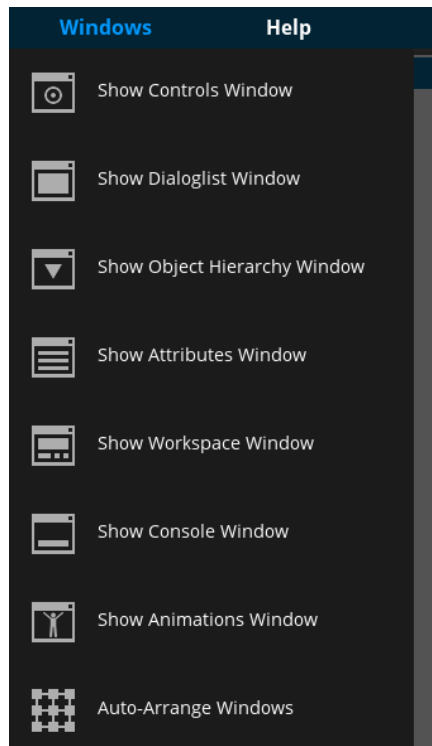 Windows Help
Show Controls Window
Show Dialoglist Window
Show Object Hierarchy Window
Show Attributes Window
Show Workspace Window
Show Console Window
Show Animations Window
Auto-Arrange Windows